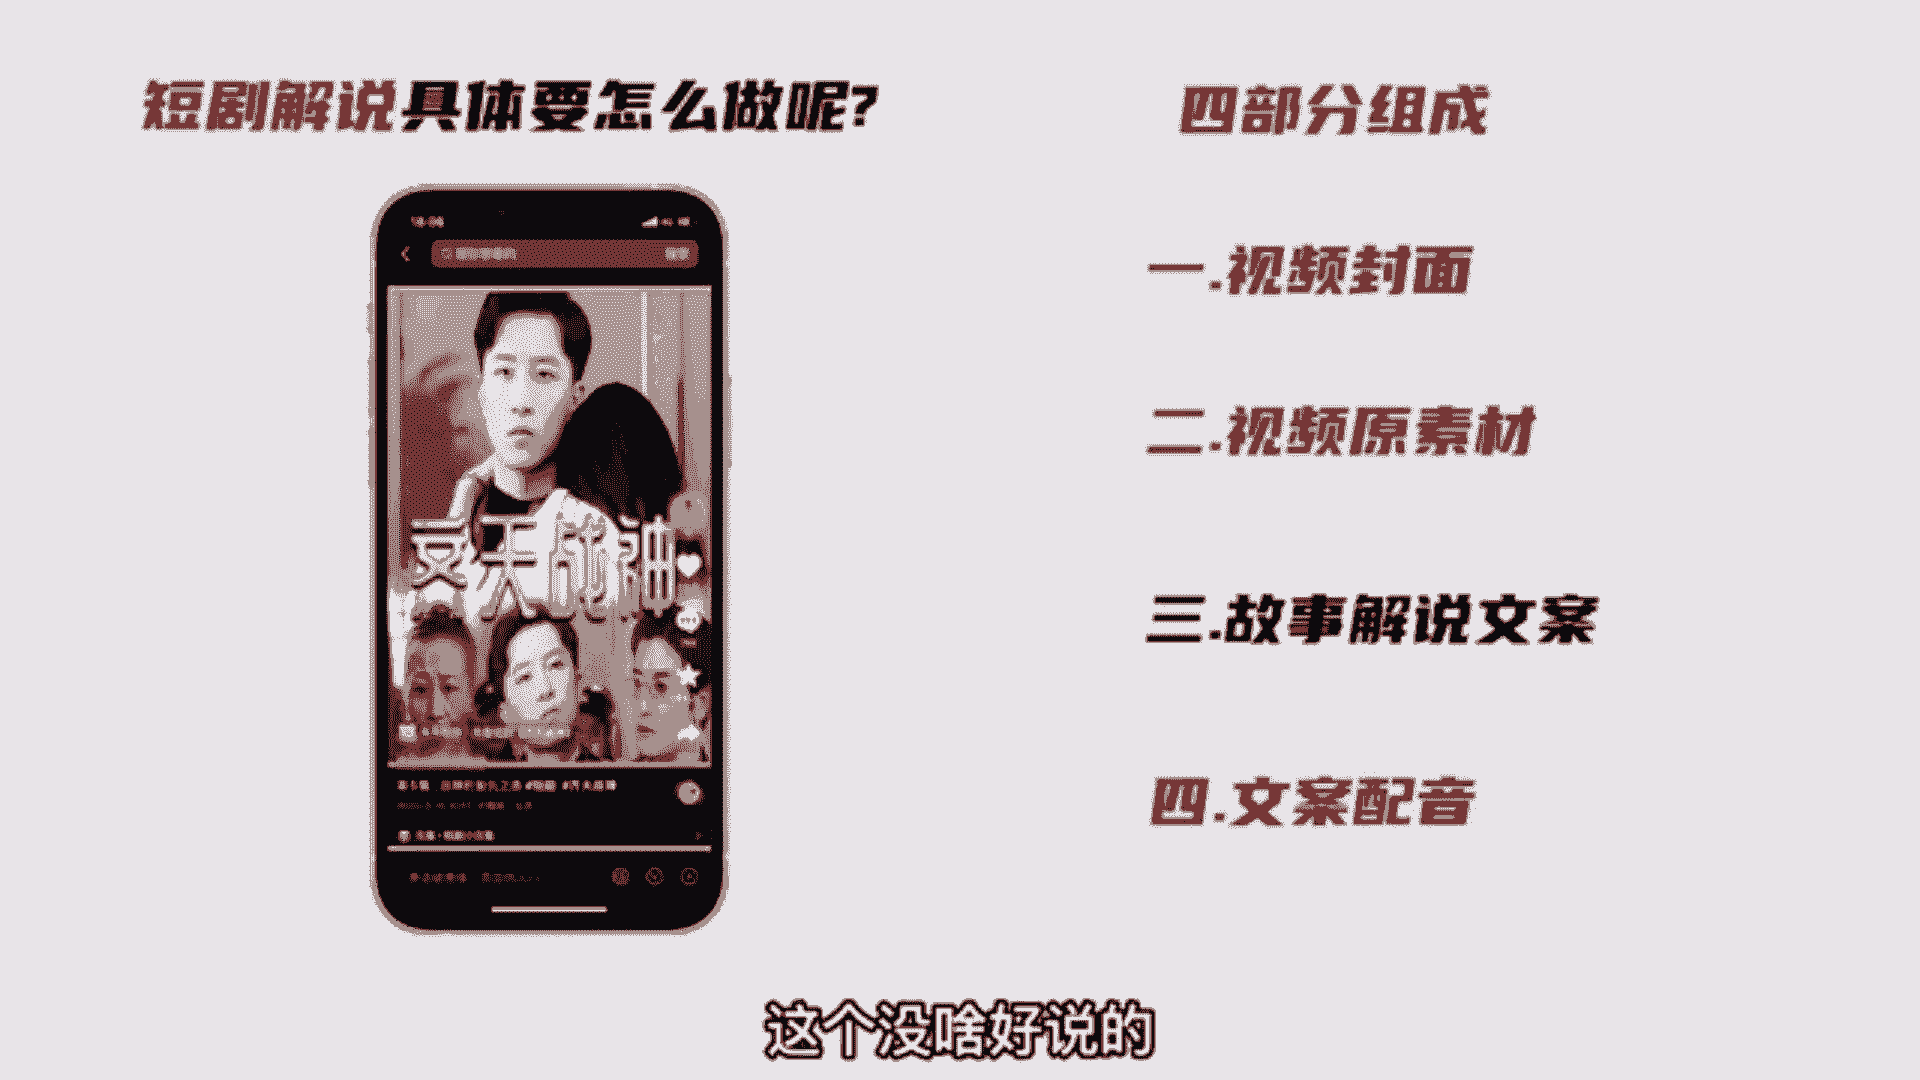 短剧解说具体要怎么做呢?
四部分组成
一.视频封面
二.视频原素材
三.故事解说文案
四.文案配音
这个没啥好说的